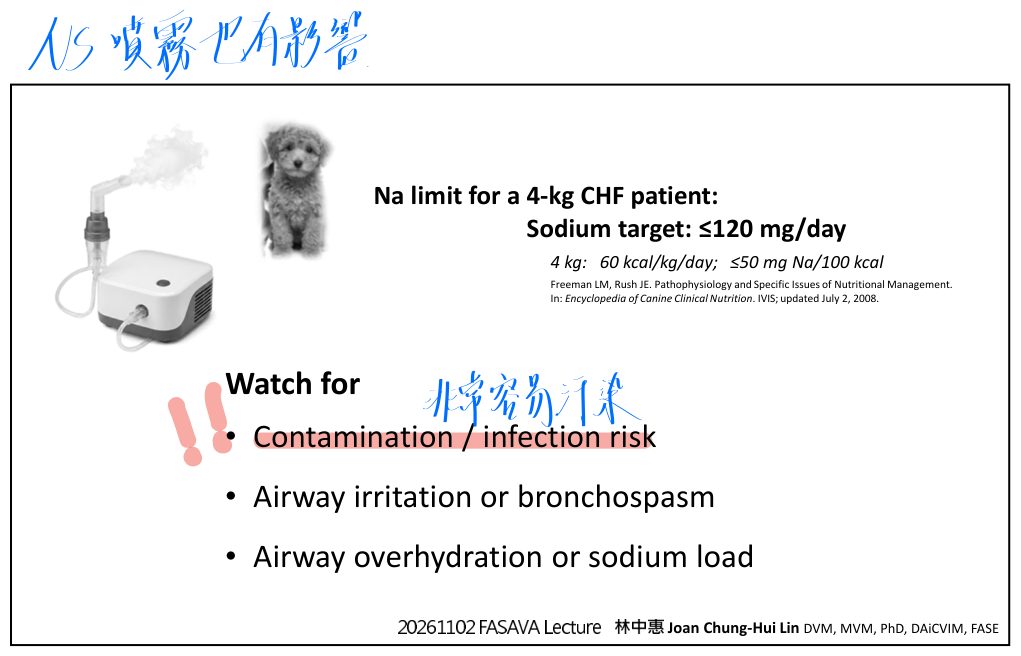 NS 噴霧也有影響
Na limit for a 4-kg CHF patient:
Sodium target: ≤120 mg/day
4 kg: 60 kcal/kg/day; ≤50 mg Na/100 kcal
Freeman LM, Rush JE. Pathophysiology and Specific Issues of Nutritional Management.
In: Encyclopedia of Canine Clinical Nutrition. IVIS; updated July 2, 2008.
Watch for
非常容易汙染
!!
• Contamination / infection risk
• Airway irritation or bronchospasm
• Airway overhydration or sodium load
20261102 FASAVA Lecture 林中惠 Joan Chung-Hui Lin DVM, MVM, PhD, DAiCVIM, FASE